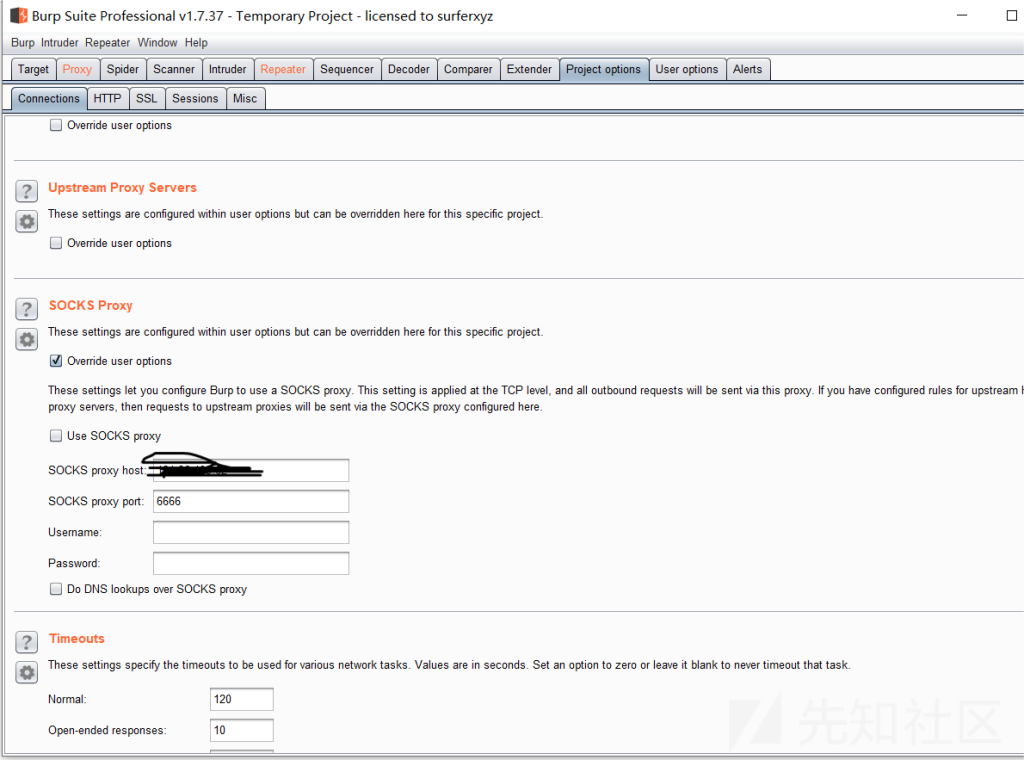 Burp Suite Professional v1.7.37 - Temporary Project - licensed to surferxyz
Burp Intruder Repeater Window Help
Target Proxy Spider Scanner Intruder Repeater Sequencer Decoder Comparer Extender Project options User options Alerts
Connections HTTP SSL Sessions Misc
Override user options
? Upstream Proxy Servers
These settings are configured within user options but can be overridden here for this specific project.
Override user options
? SOCKS Proxy
These settings are configured within user options but can be overridden here for this specific project.
Override user options
These settings let you configure Burp to use a SOCKS proxy. This setting is applied at the TCP level, and all outbound requests will be sent via this proxy. If you have configured rules for upstream
proxy servers, then requests to upstream proxies will be sent via the SOCKS proxy configured here.
Use SOCKS proxy
SOCKS proxy host:
SOCKS proxy port: 6666
Username:
Password:
Do DNS lookups over SOCKS proxy
? Timeouts
These settings specify the timeouts to be used for various network tasks. Values are in seconds. Set an option to zero or leave it blank to never timeout that task.
Normal: 120
Open-ended responses: 10
先知社区